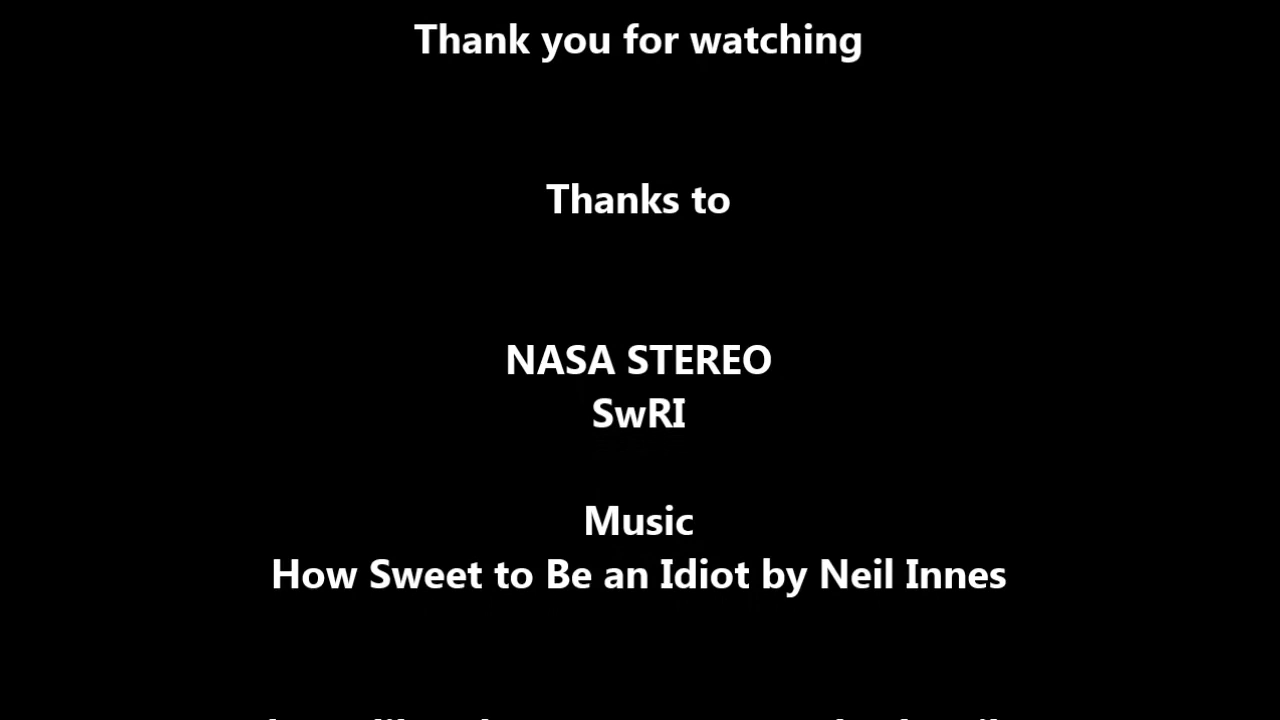 Thank you for watching
Thanks to
NASA STEREO
SwRI
Music
How Sweet to Be an Idiot by Neil Innes